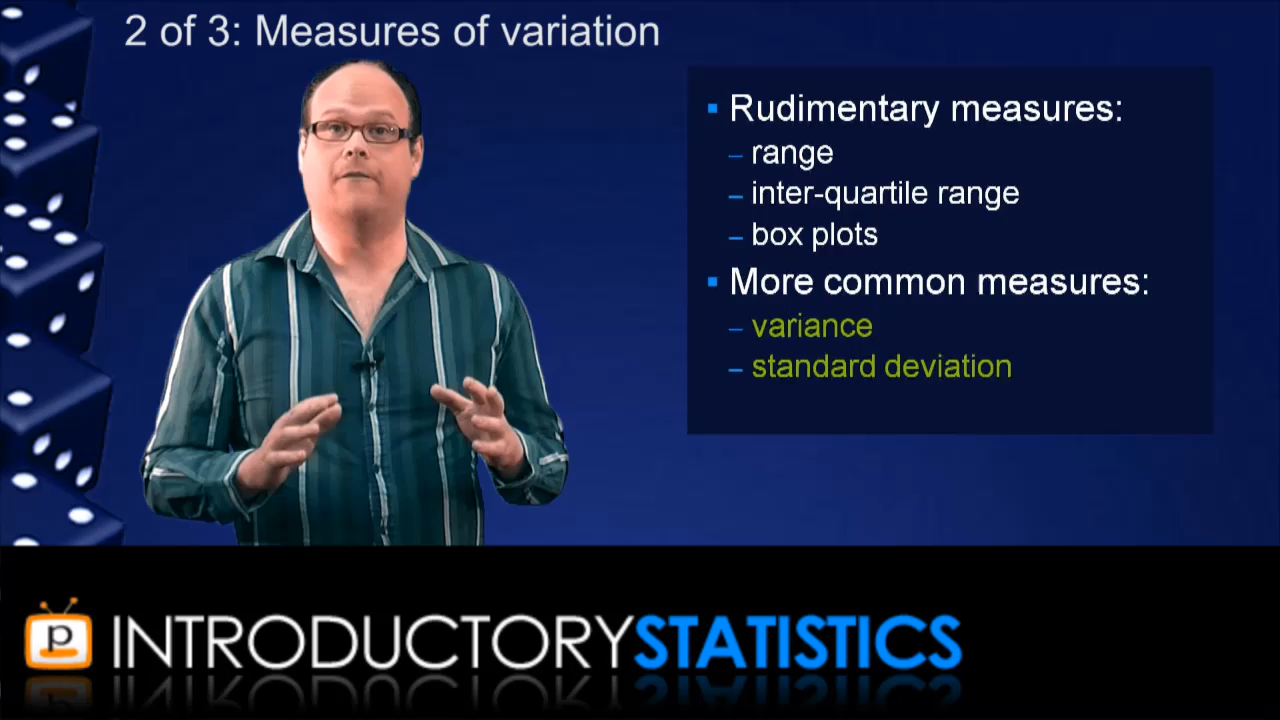 2 of 3: Measures of variation
Rudimentary measures:
– range
– inter-quartile range
– box plots
More common measures:
– variance
– standard deviation
p
INTRODUCTORYSTATISTICS